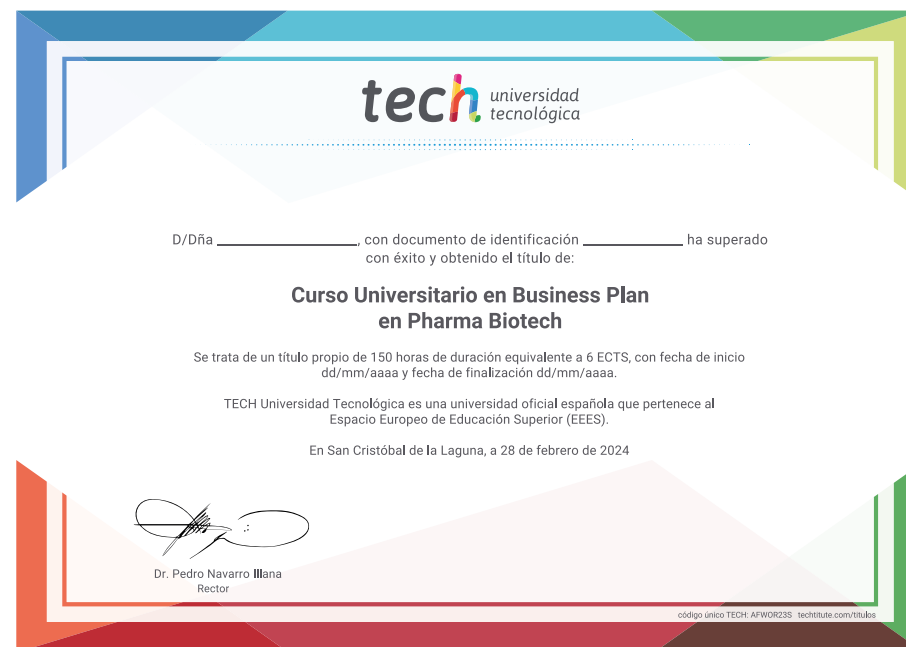 tech universidad
tecnológica
D/Dña ____________________, con documento de identificación ______________ ha superado
con éxito y obtenido el título de:
Curso Universitario en Business Plan
en Pharma Biotech
Se trata de un título propio de 150 horas de duración equivalente a 6 ECTS, con fecha de inicio
dd/mm/aaaa y fecha de finalización dd/mm/aaaa.
TECH Universidad Tecnológica es una universidad oficial española que pertenece al
Espacio Europeo de Educación Superior (EEES).
En San Cristóbal de la Laguna, a 28 de febrero de 2024
Dr. Pedro Navarro Illana
Rector
código único TECH: AFWOR23S techtitute.com/titulos